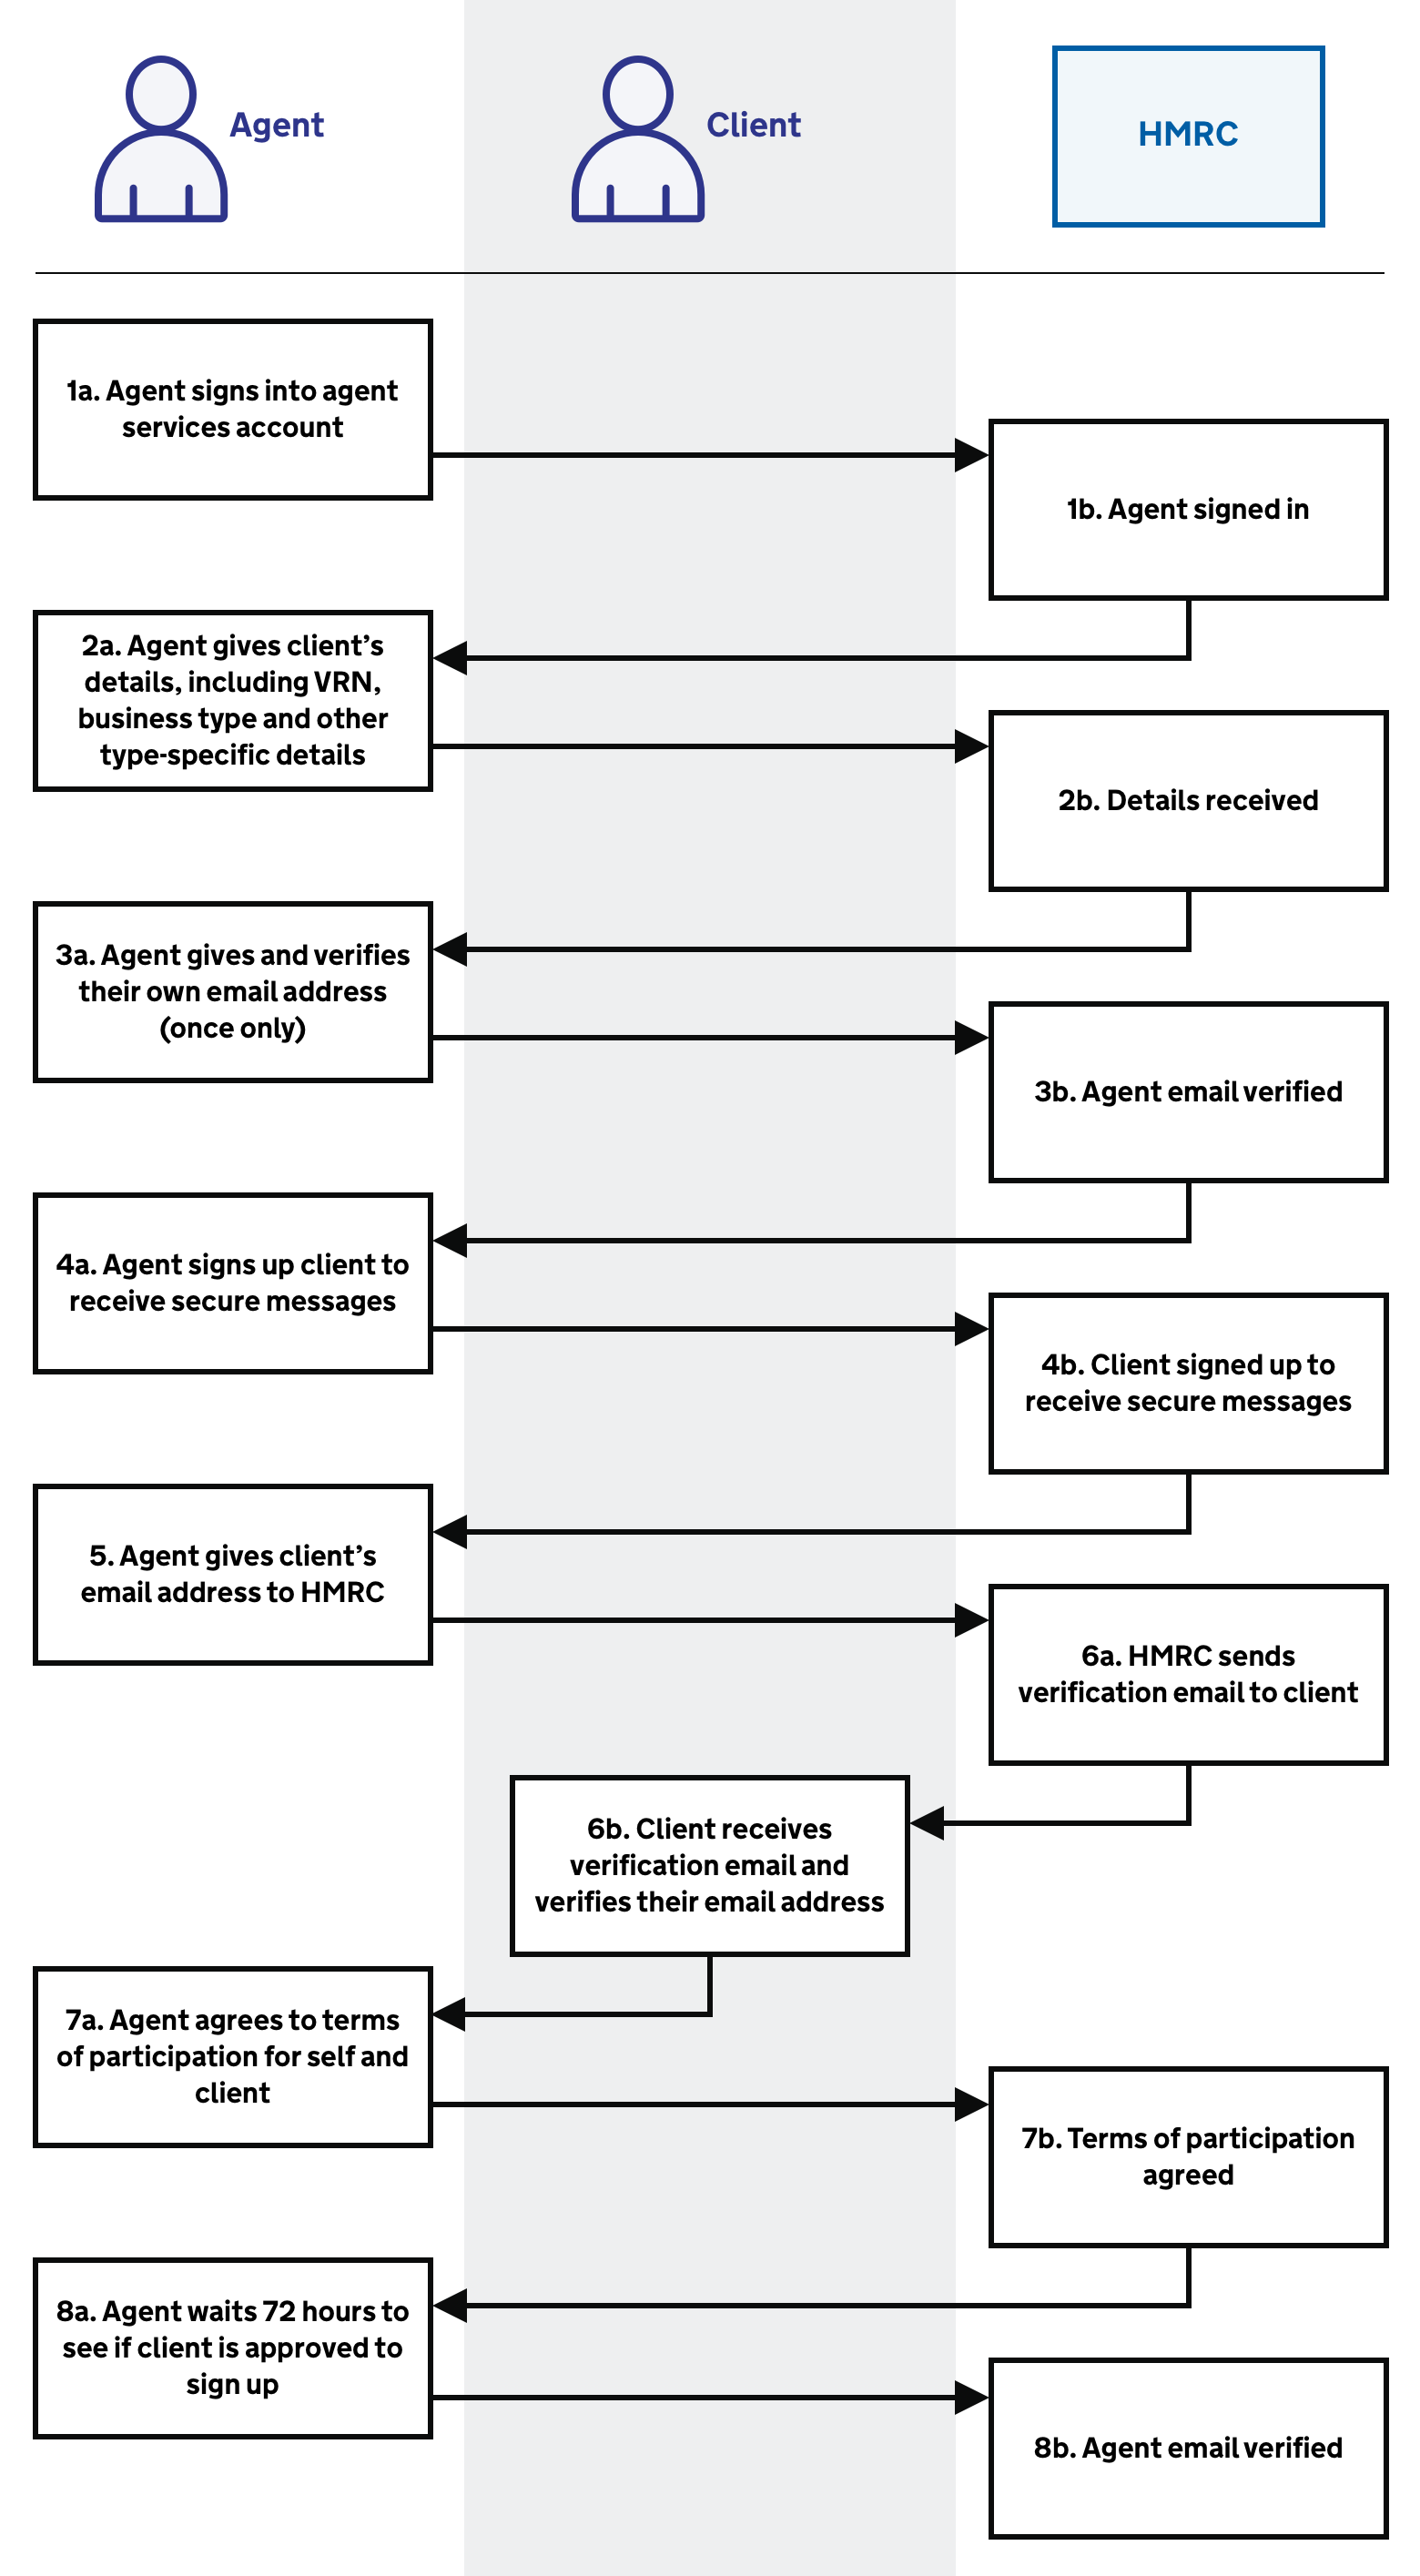 Agent
Client
HMRC
1a. Agent signs into agent
services account
1b. Agent signed in
2a. Agent gives client’s
details, including VRN,
business type and other
type-specific details
2b. Details received
3a. Agent gives and verifies
their own email address
(once only)
3b. Agent email verified
4a. Agent signs up client to
receive secure messages
4b. Client signed up to
receive secure messages
5. Agent gives client’s
email address to HMRC
6a. HMRC sends
verification email to client
6b. Client receives
verification email and
verifies their email address
7a. Agent agrees to terms
of participation for self and
client
7b. Terms of participation
agreed
8a. Agent waits 72 hours to
see if client is approved to
sign up
8b. Agent email verified